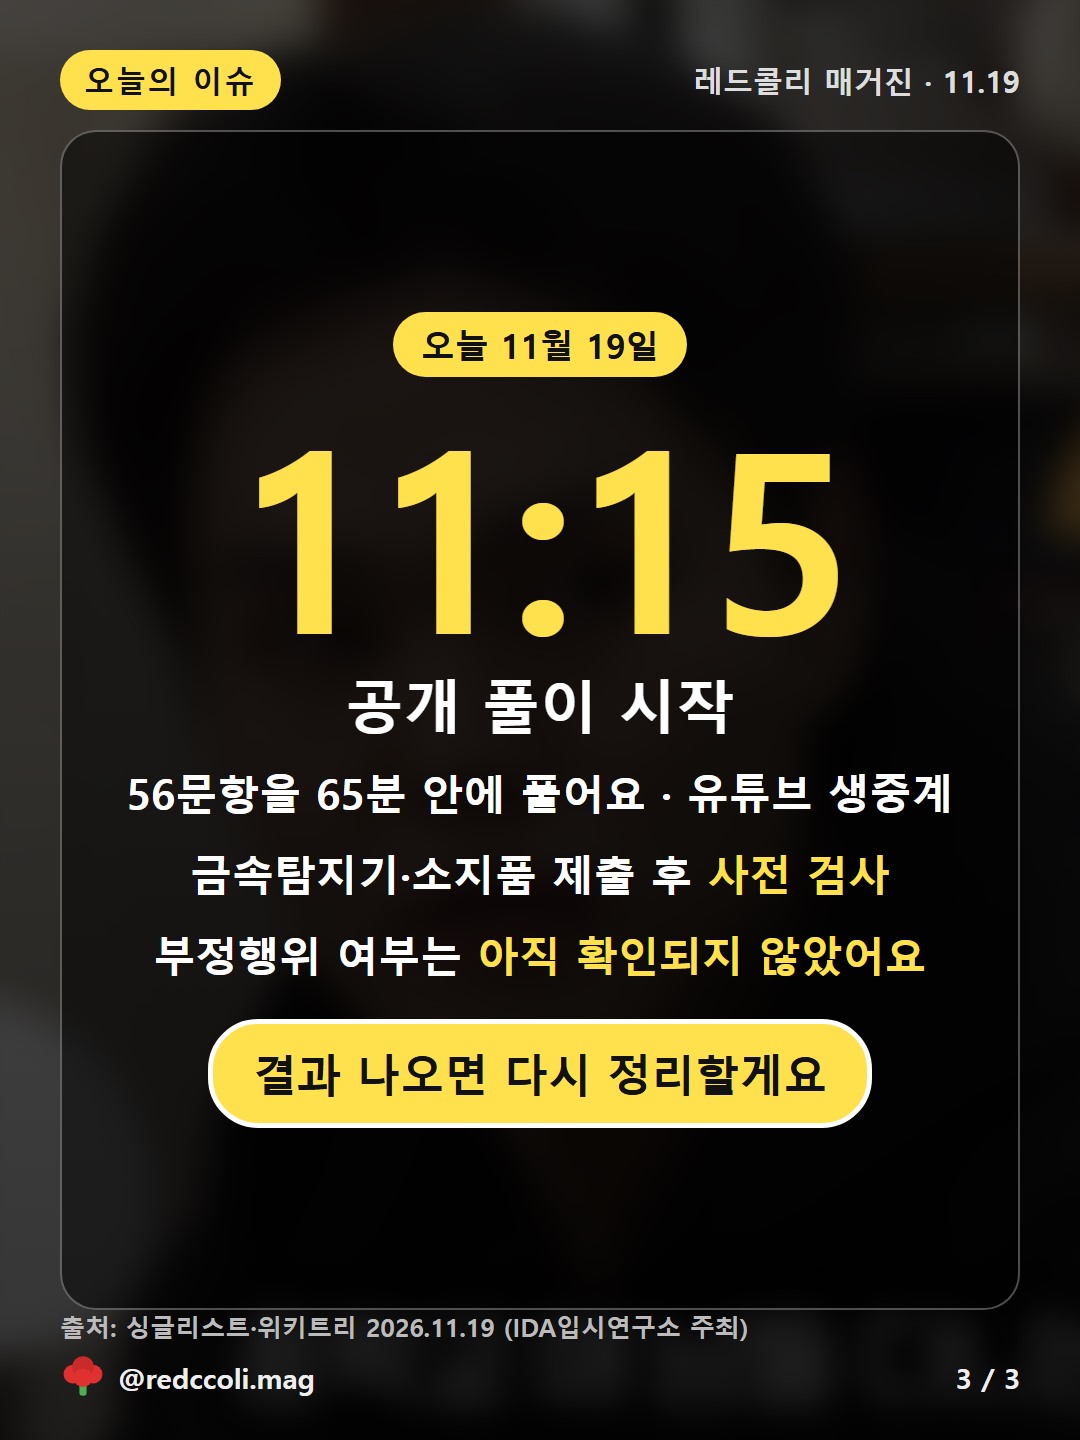 오늘의 이슈
레드콜리 매거진 · 11.19
오늘 11월 19일
11:15
공개 풀이 시작
56문항을 65분 안에 풀어요 · 유튜브 생중계
금속탐지기·소지품 제출 후 사전 검사
부정행위 여부는 아직 확인되지 않았어요
결과 나오면 다시 정리할게요
출처: 싱글리스트·위키트리 2026.11.19 (IDA입시연구소 주최)
@redccoli.mag
3 / 3